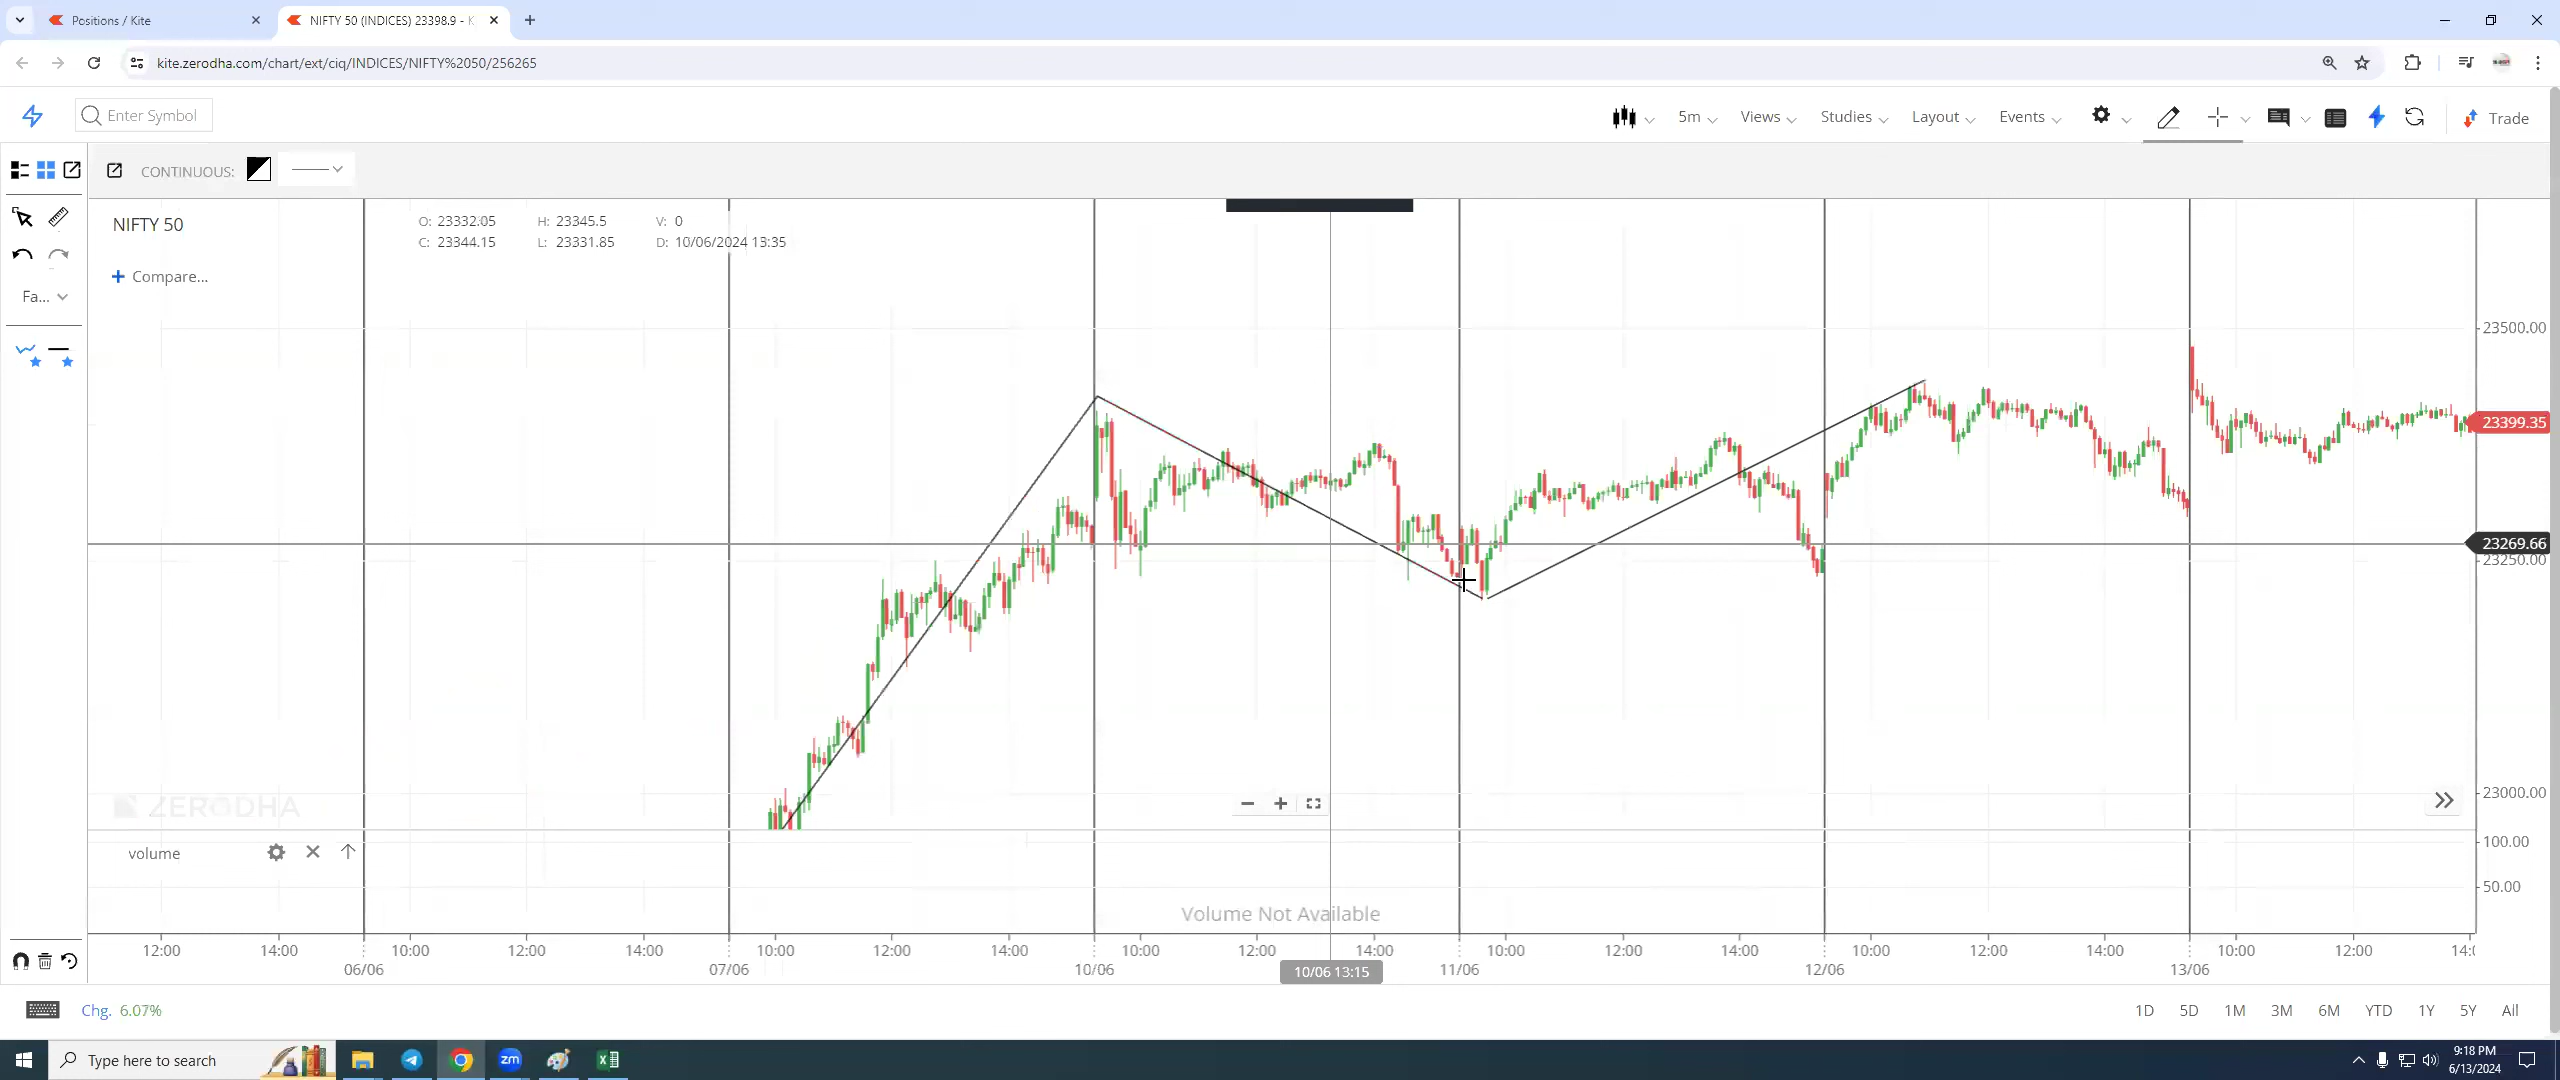 Positions / Kite
NIFTY 50 (INDICES) 23398.9 - K
kite.zerodha.com/chart/ext/ciq/INDICES/NIFTY%2050/256265
Enter Symbol
5m
Views
Studies
Layout
Events
Trade
CONTINUOUS:
NIFTY 50
O: 23332.05 H: 23345.5 V: 0
C: 23344.15 L: 23331.85 D: 10/06/2024 13:35
+ Compare...
Fa...
23500.00
23399.35
23269.66
23250.00
23000.00
ZERODHA
volume
100.00
50.00
Volume Not Available
12:00 14:00 10:00 12:00 14:00 10:00 12:00 14:00 10:00 12:00 14:00 10:00 12:00 14:00 10:00 12:00 14:00 10:00 12:00 14:(
06/06 07/06 10/06 10/06 13:15 11/06 12/06 13/06
Chg. 6.07%
1D 5D 1M 3M 6M YTD 1Y 5Y All
Type here to search
zm
9:18 PM
6/13/2024